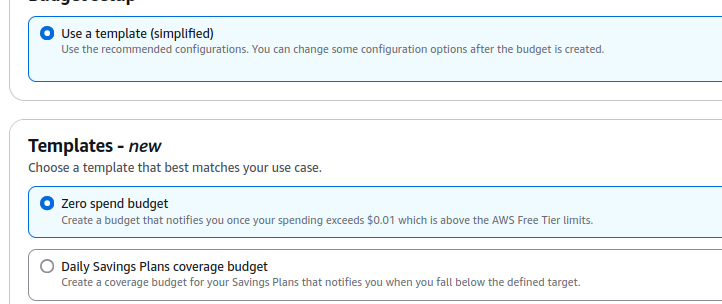 Budget setup
Use a template (simplified)
Use the recommended configurations. You can change some configuration options after the budget is created.
Templates - new
Choose a template that best matches your use case.
Zero spend budget
Create a budget that notifies you once your spending exceeds $0.01 which is above the AWS Free Tier limits.
Daily Savings Plans coverage budget
Create a coverage budget for your Savings Plans that notifies you when you fall below the defined target.